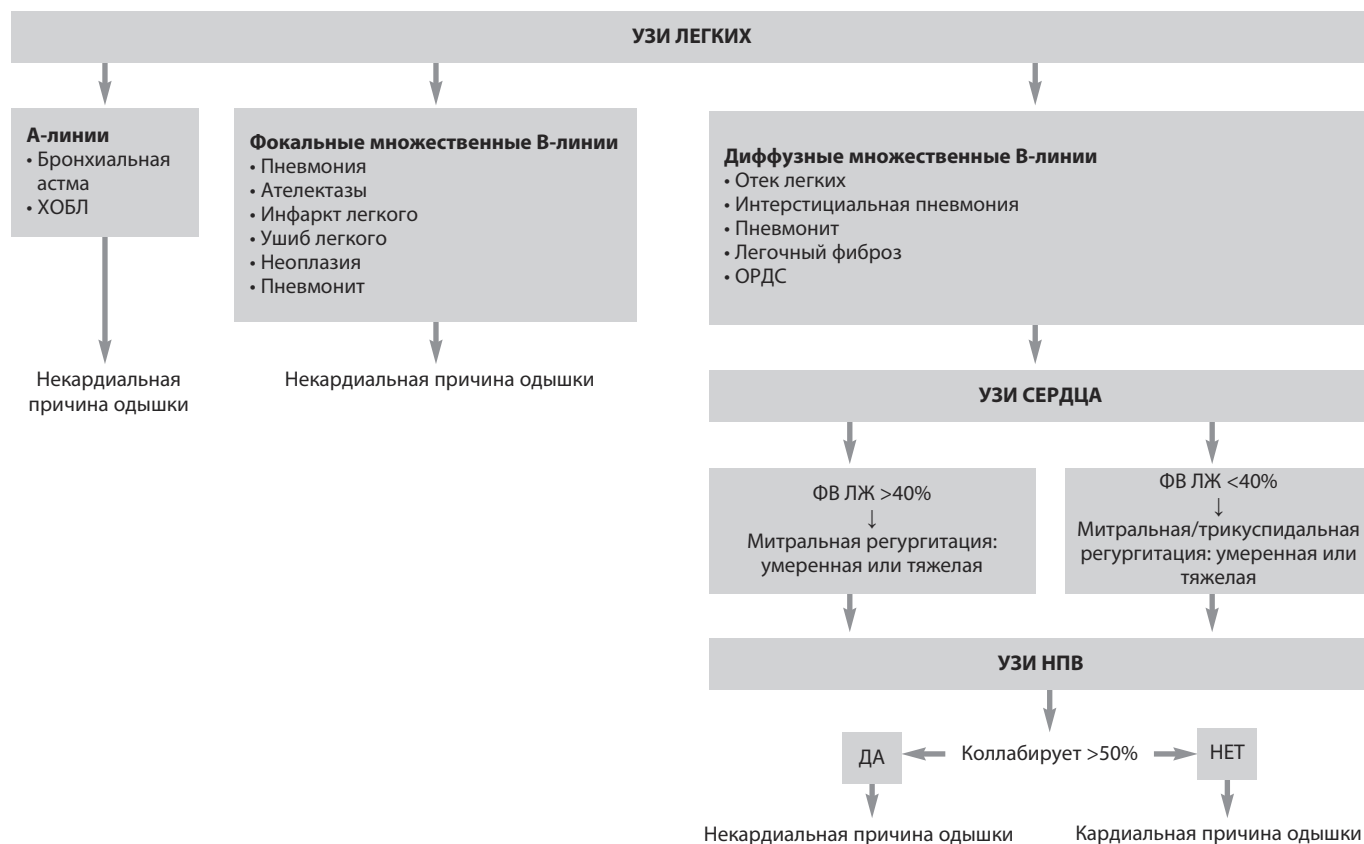 УЗИ ЛЕГКИХ
А-линии
• Бронхиальная
астма
• ХОБЛ
Некардиальная
причина одышки
Фокальные множественные В-линии
• Пневмония
• Ателектазы
• Инфаркт легкого
• Ушиб легкого
• Неоплазия
• Пневмонит
Некардиальная причина одышки
Диффузные множественные В-линии
• Отек легких
• Интерстициальная пневмония
• Пневмонит
• Легочный фиброз
• ОРДС
УЗИ СЕРДЦА
ФВ ЛЖ >40%
↓
Митральная регургитация:
умеренная или тяжелая
ФВ ЛЖ <40%
↓
Митральная/трикуспидальная
регургитация: умеренная или
тяжелая
УЗИ НПВ
ДА
Коллабирует >50%
НЕТ
Некардиальная причина одышки
Кардиальная причина одышки